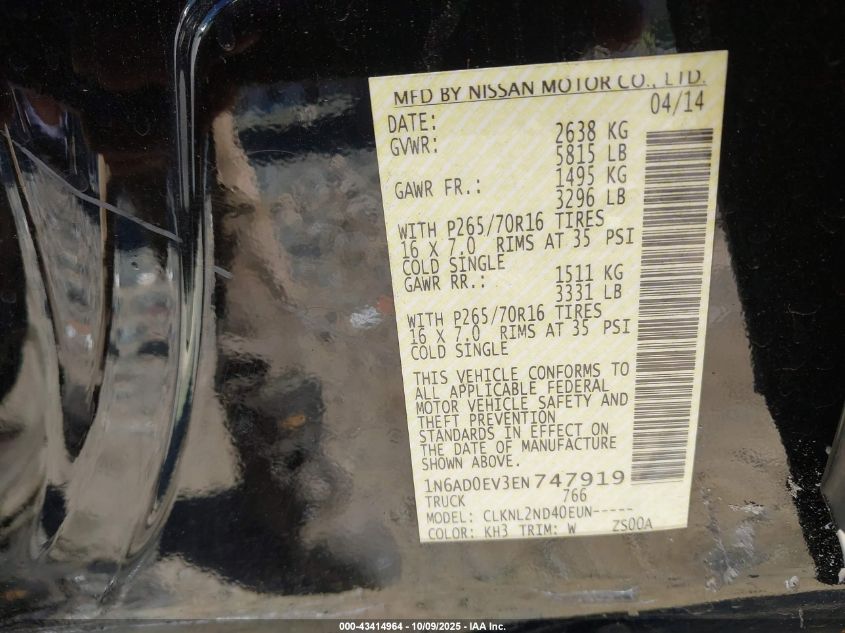 MFD BY NISSAN MOTOR CO., LTD.
DATE: 04/14
GVWR: 2638 KG
5815 LB
GAWR FR.: 1495 KG
3296 LB
WITH P265/70R16 TIRES
16 X 7.0 RIMS AT 35 PSI
COLD SINGLE
GAWR RR.: 1511 KG
3331 LB
WITH P265/70R16 TIRES
16 X 7.0 RIMS AT 35 PSI
COLD SINGLE
THIS VEHICLE CONFORMS TO
ALL APPLICABLE FEDERAL
MOTOR VEHICLE SAFETY AND
THEFT PREVENTION
STANDARDS IN EFFECT ON
THE DATE OF MANUFACTURE
SHOWN ABOVE.
1N6AD0EV3EN747919
TRUCK 766
MODEL: CLKNL2ND40EUN-----
COLOR: KH3 TRIM: W ZS00A
000-43414964 - 10/09/2025 - IAA Inc.